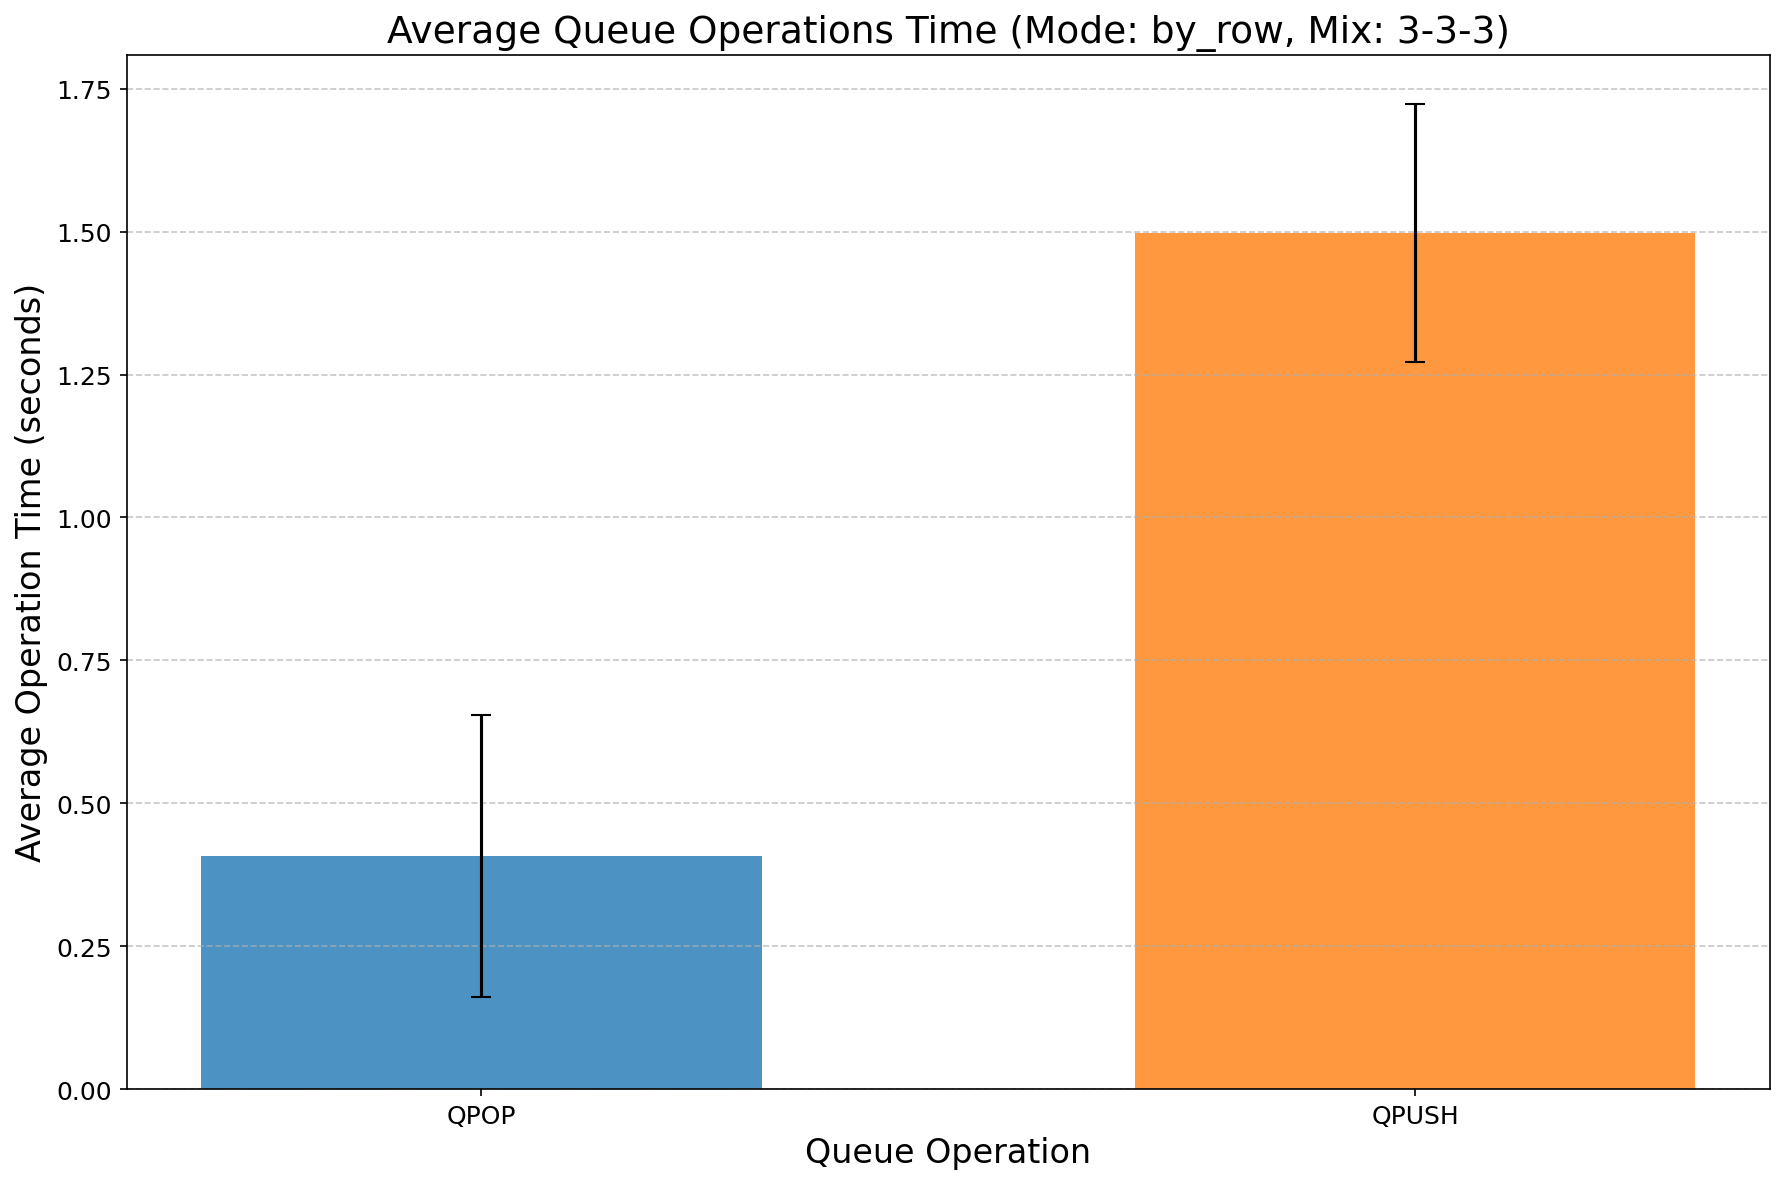 Average Queue Operations Time (Mode: by_row, Mix: 3-3-3)
Average Operation Time (seconds)
1.75
1.50
1.25
1.00
0.75
0.50
0.25
0.00
QPOP
QPUSH
Queue Operation